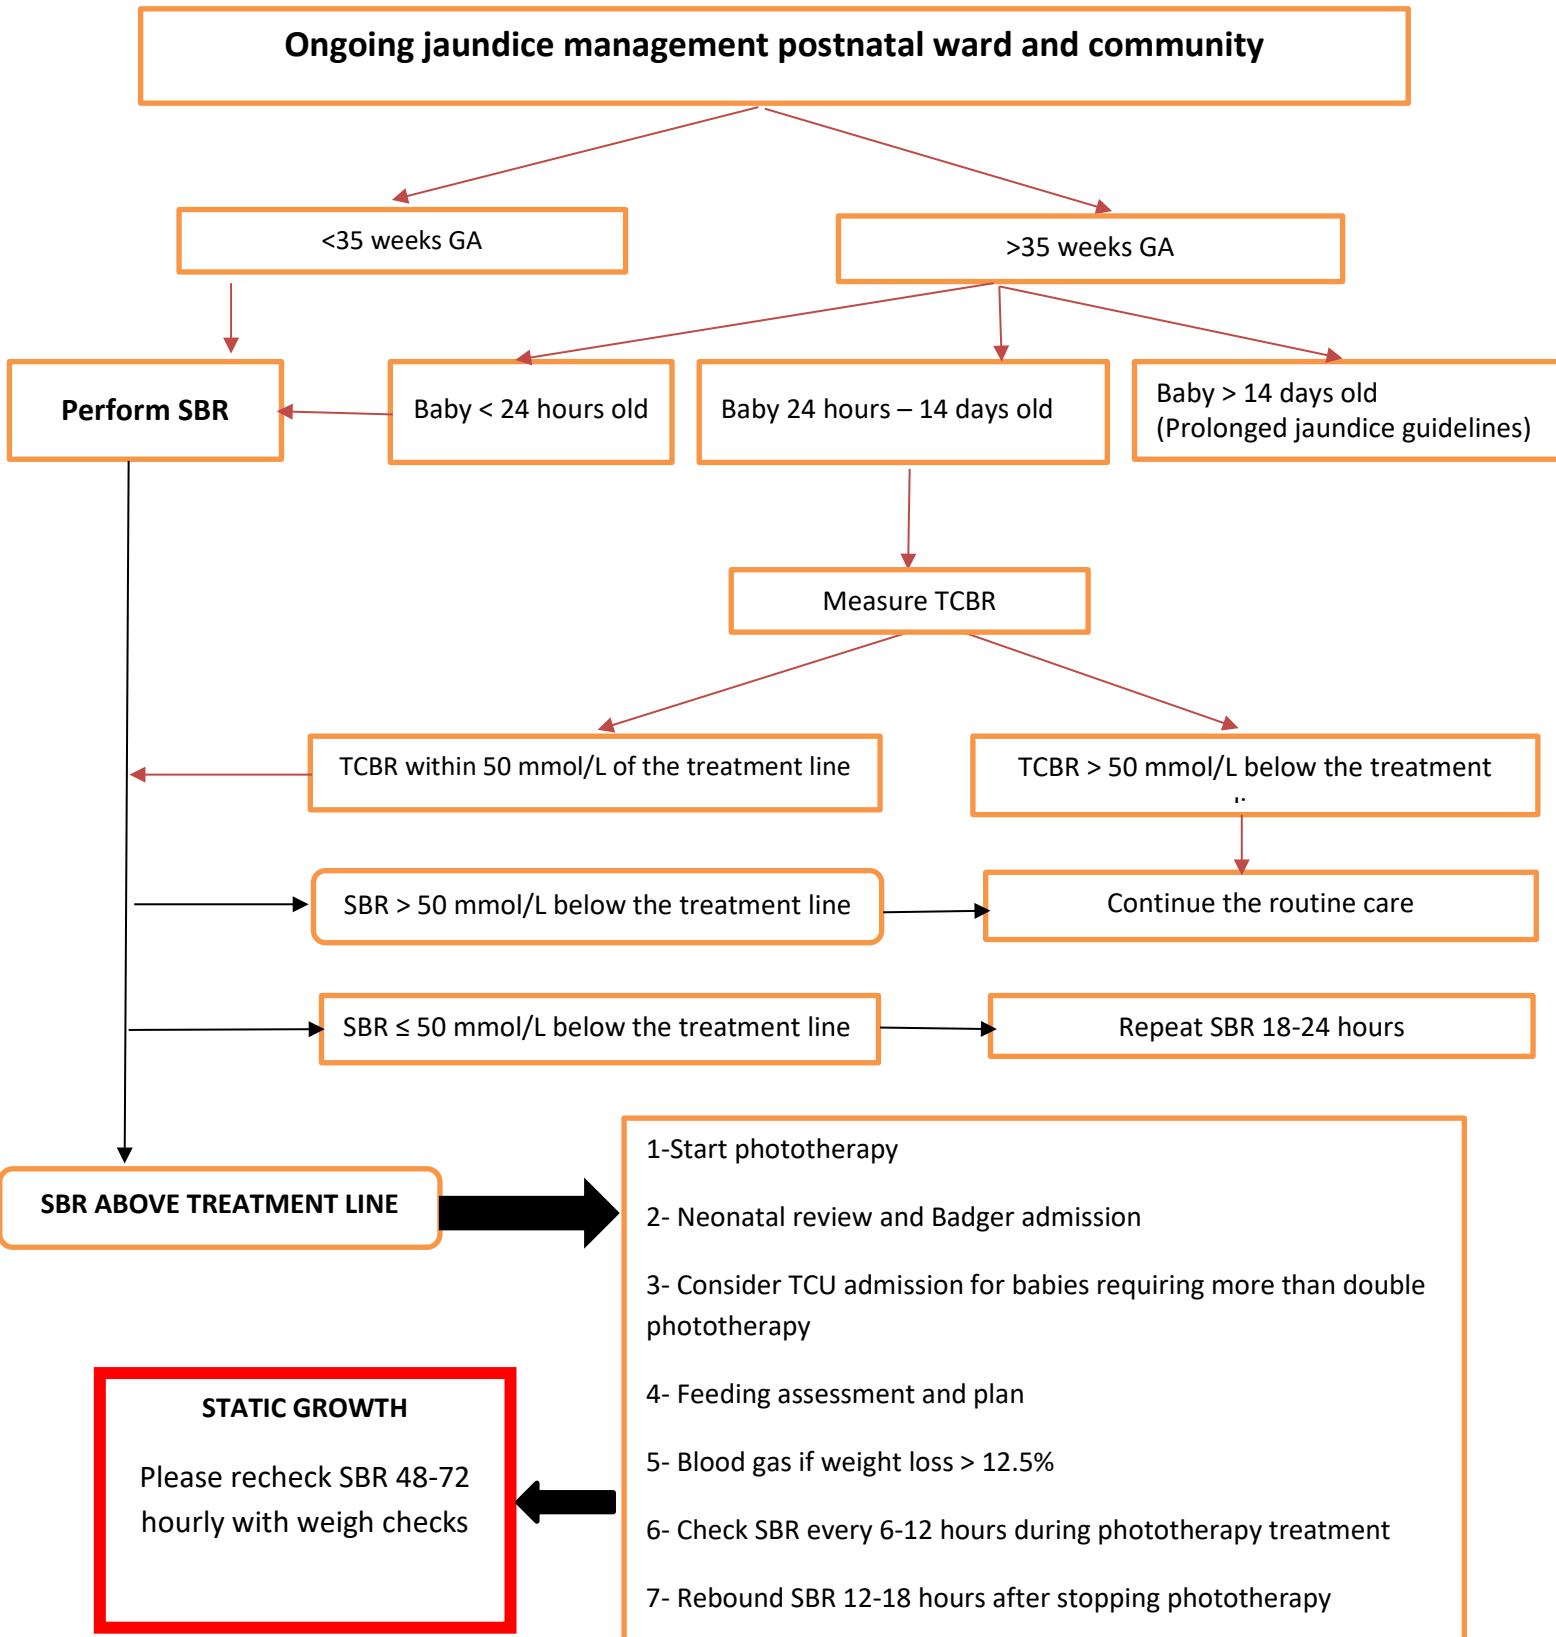 Ongoing jaundice management postnatal ward and community
<35 weeks GA
>35 weeks GA
Perform SBR
Baby < 24 hours old
Baby 24 hours – 14 days old
Baby > 14 days old
(Prolonged jaundice guidelines)
Measure TCBR
TCBR within 50 mmol/L of the treatment line
TCBR > 50 mmol/L below the treatment
SBR > 50 mmol/L below the treatment line
Continue the routine care
SBR ≤ 50 mmol/L below the treatment line
Repeat SBR 18-24 hours
SBR ABOVE TREATMENT LINE
1-Start phototherapy
2- Neonatal review and Badger admission
3- Consider TCU admission for babies requiring more than double
phototherapy
4- Feeding assessment and plan
5- Blood gas if weight loss > 12.5%
6- Check SBR every 6-12 hours during phototherapy treatment
7- Rebound SBR 12-18 hours after stopping phototherapy
STATIC GROWTH
Please recheck SBR 48-72
hourly with weigh checks